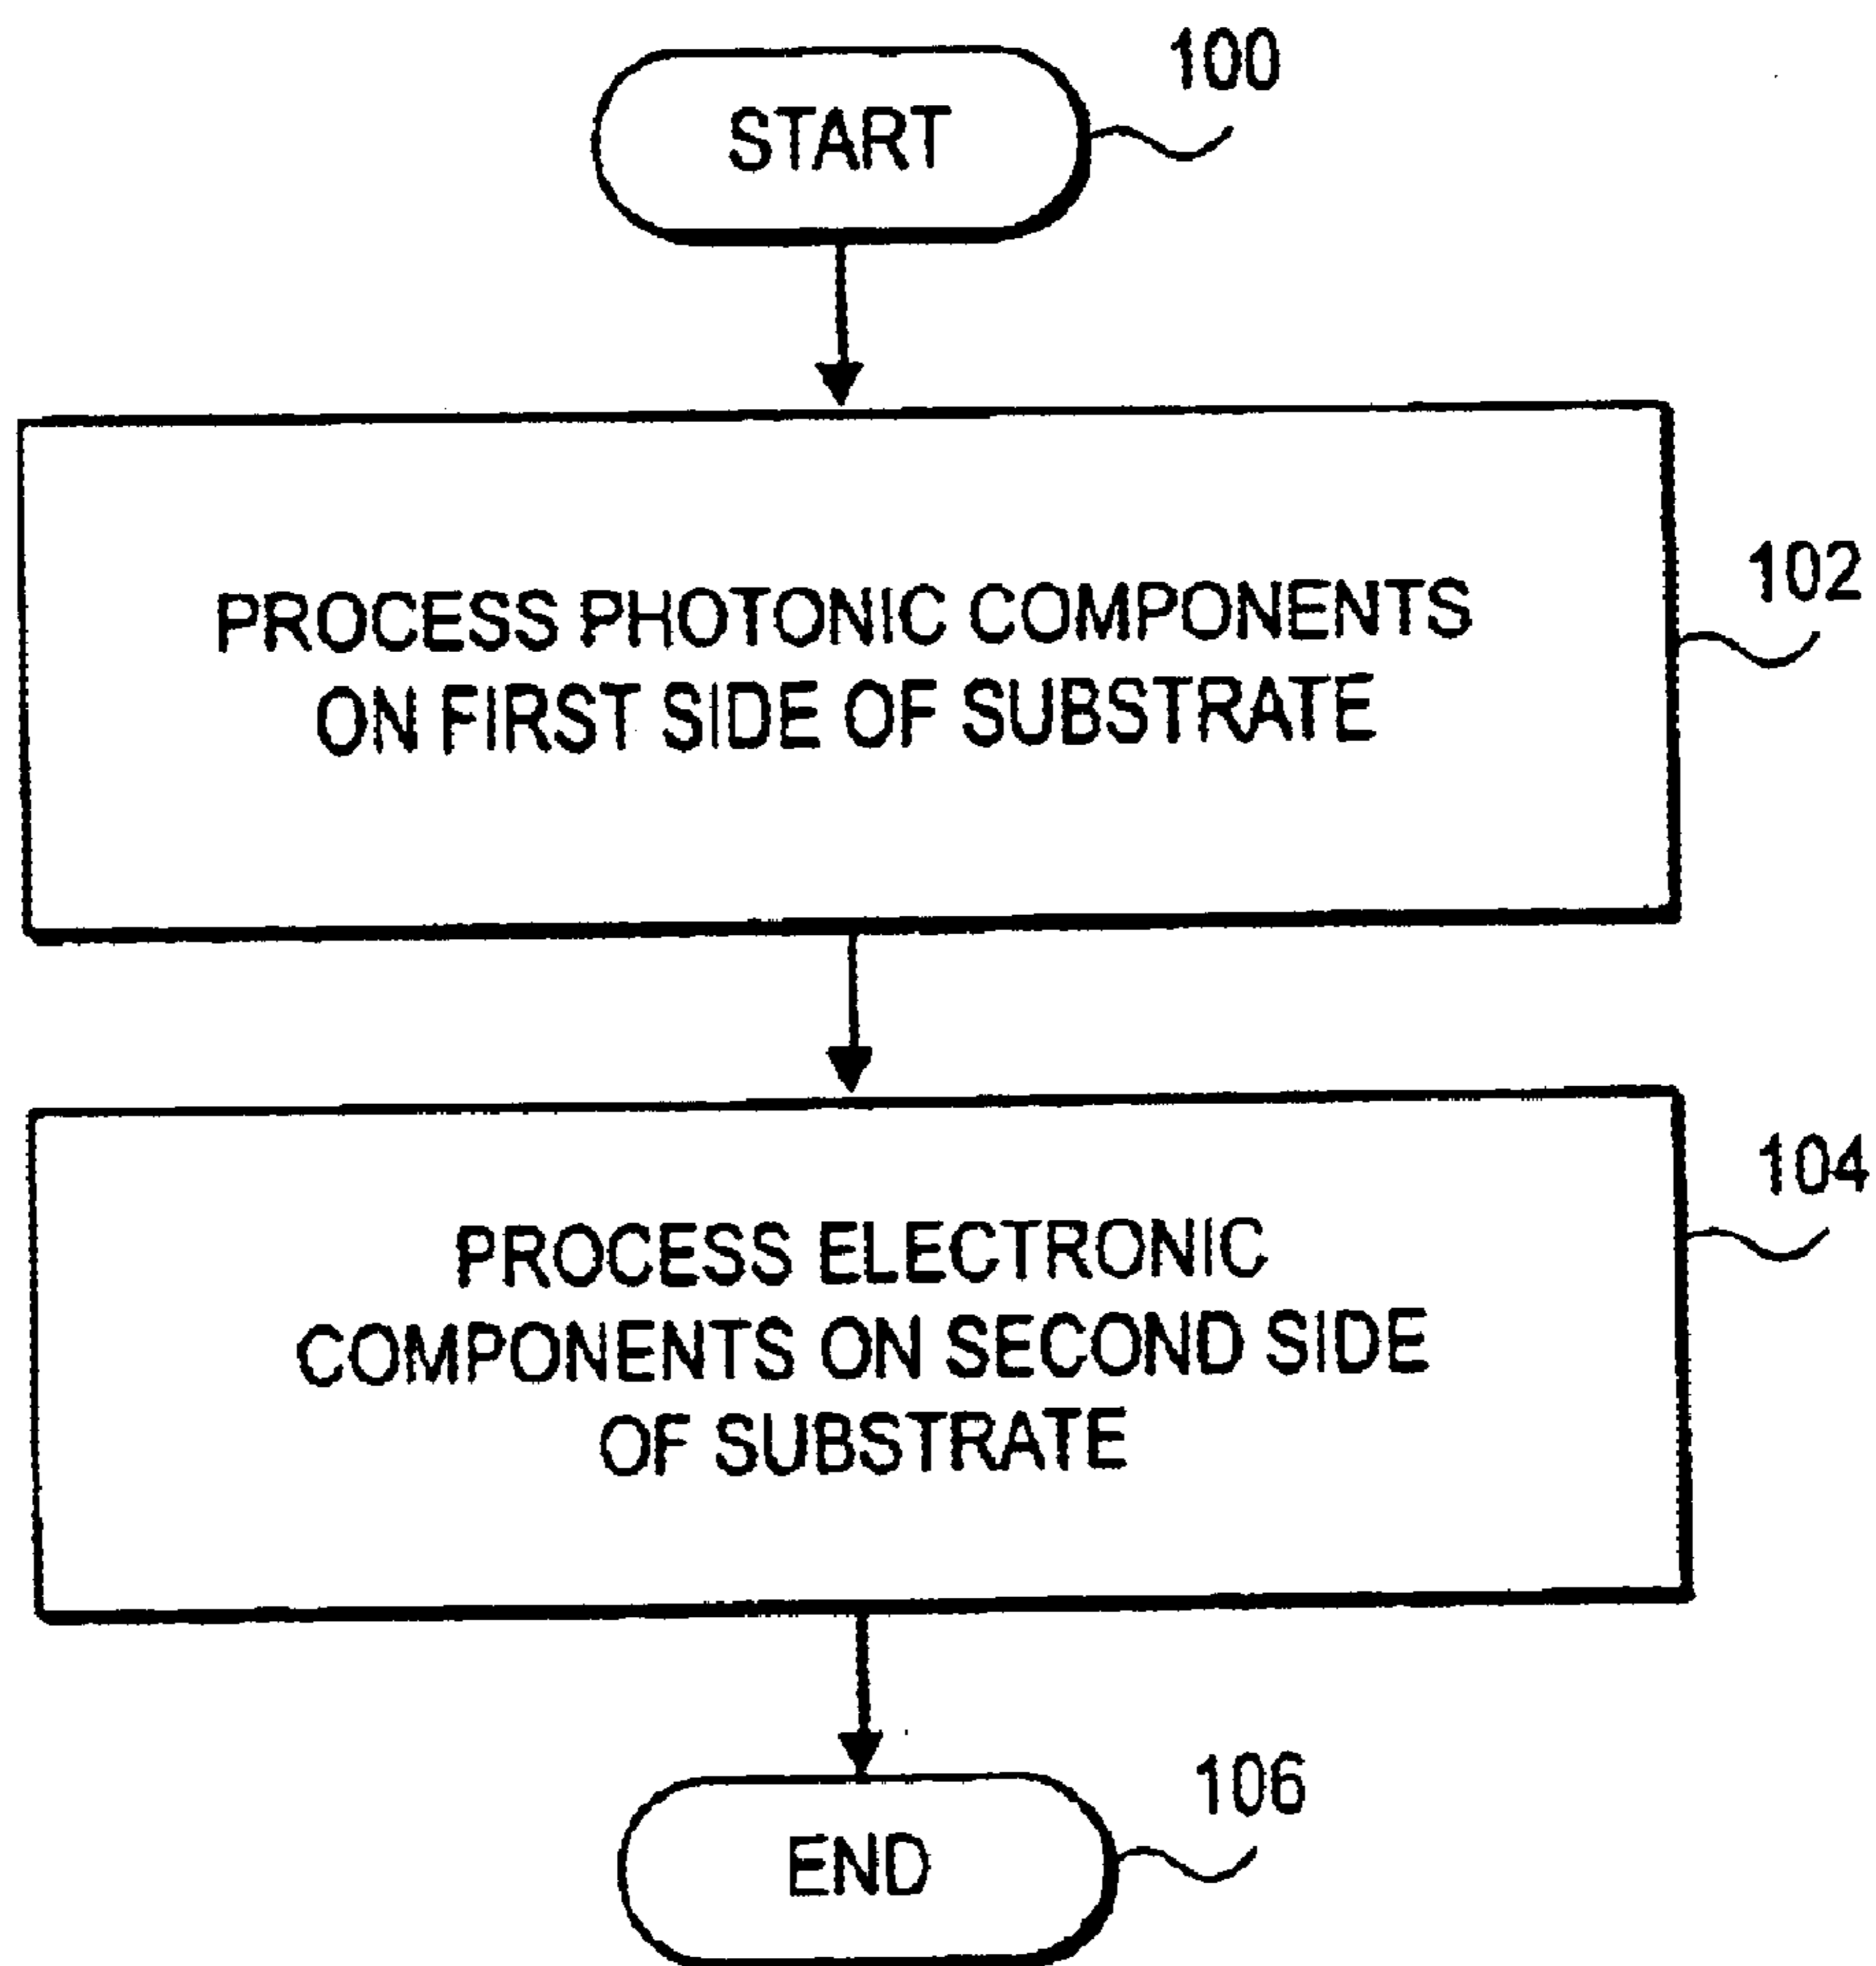 100
START
102
PROCESS PHOTONIC COMPONENTS
ON FIRST SIDE OF SUBSTRATE
104
PROCESS ELECTRONIC
COMPONENTS ON SECOND SIDE
OF SUBSTRATE
106
END